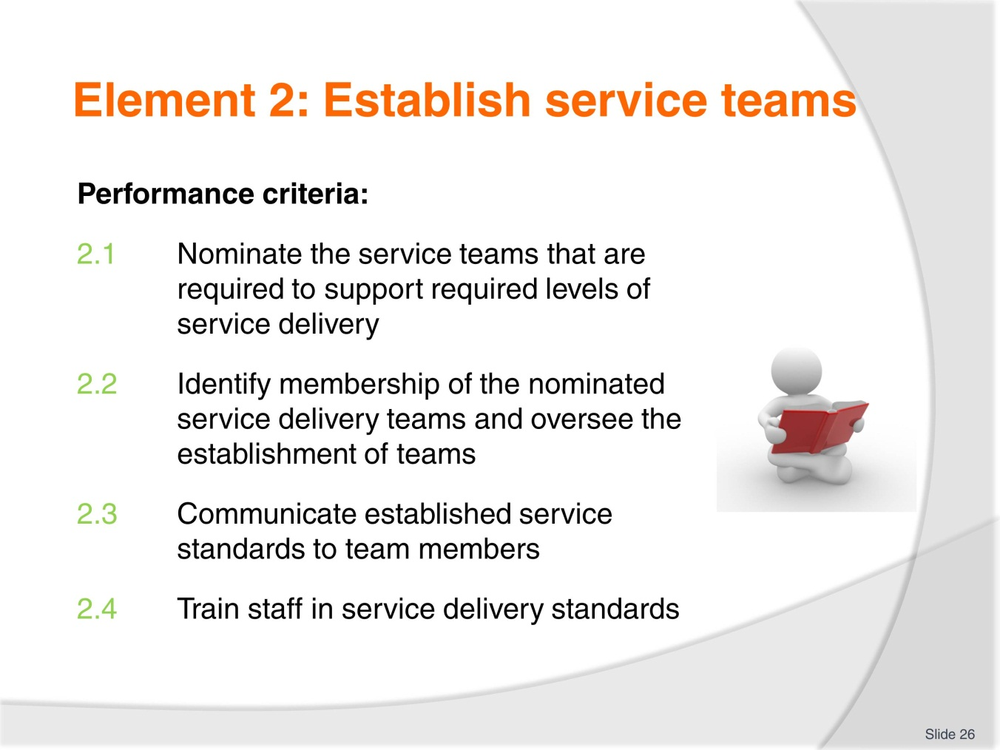 Element 2: Establish service teams
Performance criteria:
2.1 Nominate the service teams that are
required to support required levels of
service delivery
2.2 Identify membership of the nominated
service delivery teams and oversee the
establishment of teams
2.3 Communicate established service
standards to team members
2.4 Train staff in service delivery standards
Slide 26